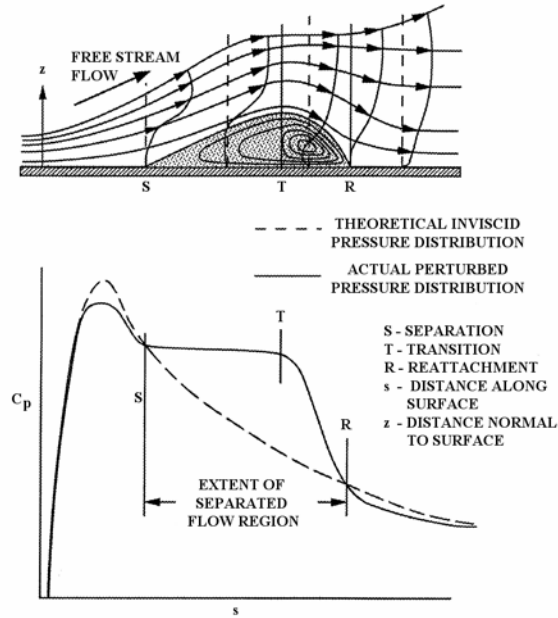 FREE STREAM
FLOW
z
S
T
R
THEORETICAL INVISCID
PRESSURE DISTRIBUTION
ACTUAL PERTURBED
PRESSURE DISTRIBUTION
T
S - SEPARATION
T - TRANSITION
R - REATTACHMENT
s - DISTANCE ALONG
SURFACE
z - DISTANCE NORMAL
TO SURFACE
Cp
S
R
EXTENT OF
SEPARATED
FLOW REGION
s